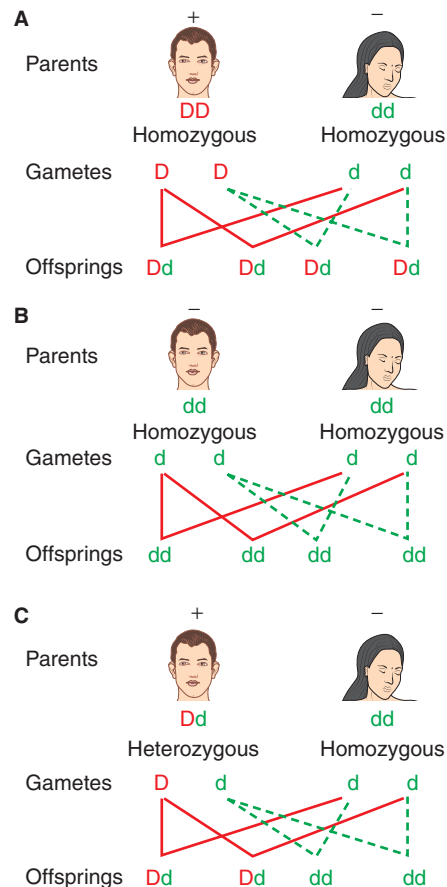 A
+ −
Parents
DD dd
Homozygous Homozygous
Gametes D D d d
Offsprings Dd Dd Dd Dd
B
− −
Parents
dd dd
Homozygous Homozygous
Gametes d d d d
Offsprings dd dd dd dd
C
+ −
Parents
Dd dd
Heterozygous Homozygous
Gametes D d d d
Offsprings Dd Dd dd dd